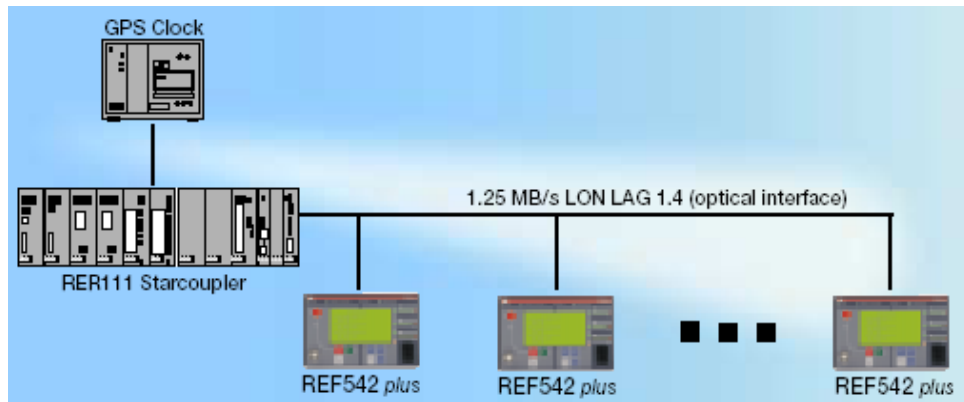 GPS Clock
1.25 MB/s LON LAG 1.4 (optical interface)
RER111 Starcoupler
REF542 plus
REF542 plus
REF542 plus